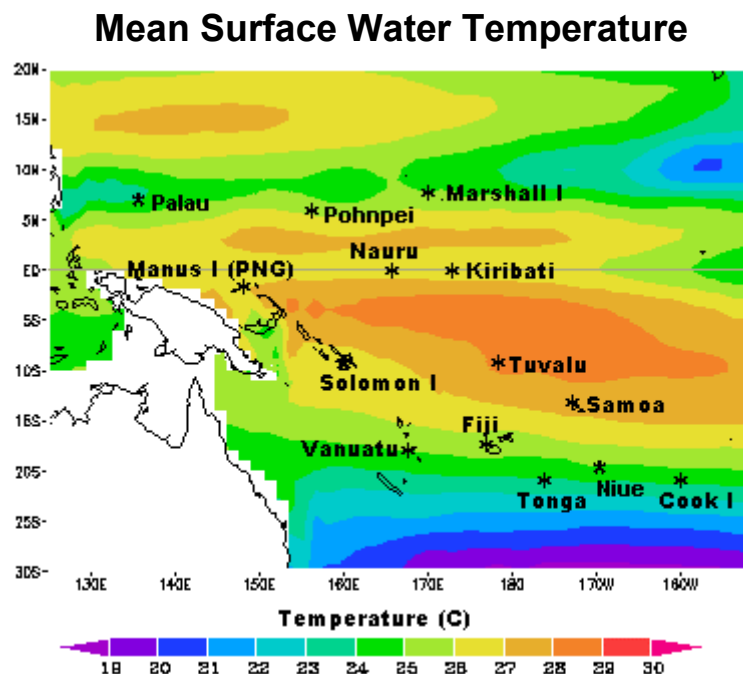 Mean Surface Water Temperature
20N
15N
10N
Marshall I
Palau
5N
Pohnpei
Nauru
EQ
Manus I (PNG)
Kiribati
5S
10S
Tuvalu
Solomon I
Samoa
15S
Fiji
Vanuatu
20S
Tonga Niue Cook I
25S
30S
130E 140E 150E 160E 170E 180 170W 160W
Temperature (C)
19 20 21 22 23 24 25 26 27 28 29 30